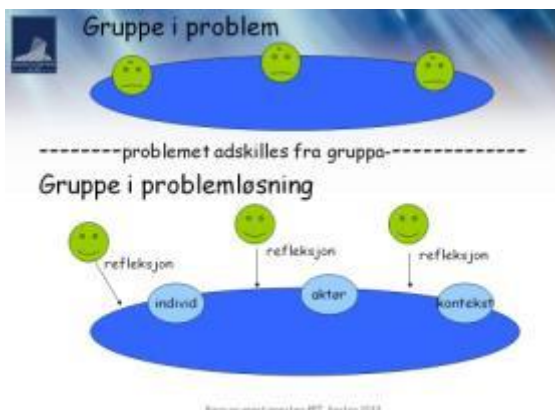 Gruppe i problem
--------problemet adskilles fra gruppa-------------
Gruppe i problemløsning
refleksjon
refleksjon
refleksjon
individ
aktør
kontekst